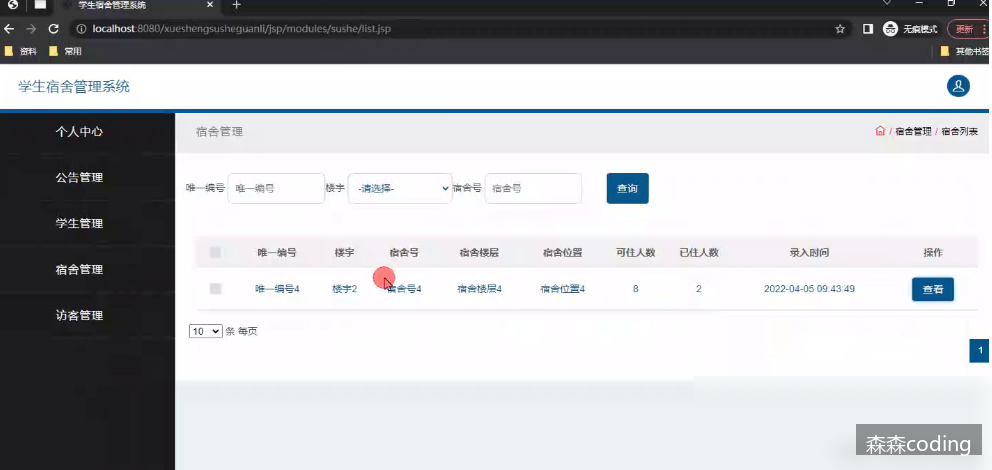 学生宿舍管理系统
localhost:8080/xueshengsusheguanli/jsp/modules/sushe/list.jsp
无痕模式
更新
资料
常用
其他书签
学生宿舍管理系统
个人中心
公告管理
学生管理
宿舍管理
访客管理
宿舍管理
/ 宿舍管理 / 宿舍列表
唯一编号 唯一编号 楼宇 -请选择- 宿舍号 宿舍号 查询
唯一编号 楼宇 宿舍号 宿舍楼层 宿舍位置 可住人数 已住人数 录入时间 操作
唯一编号4 楼宇2 宿舍号4 宿舍楼层4 宿舍位置4 8 2 2022-04-05 09:43:49 查看
10 条 每页
1
森森coding